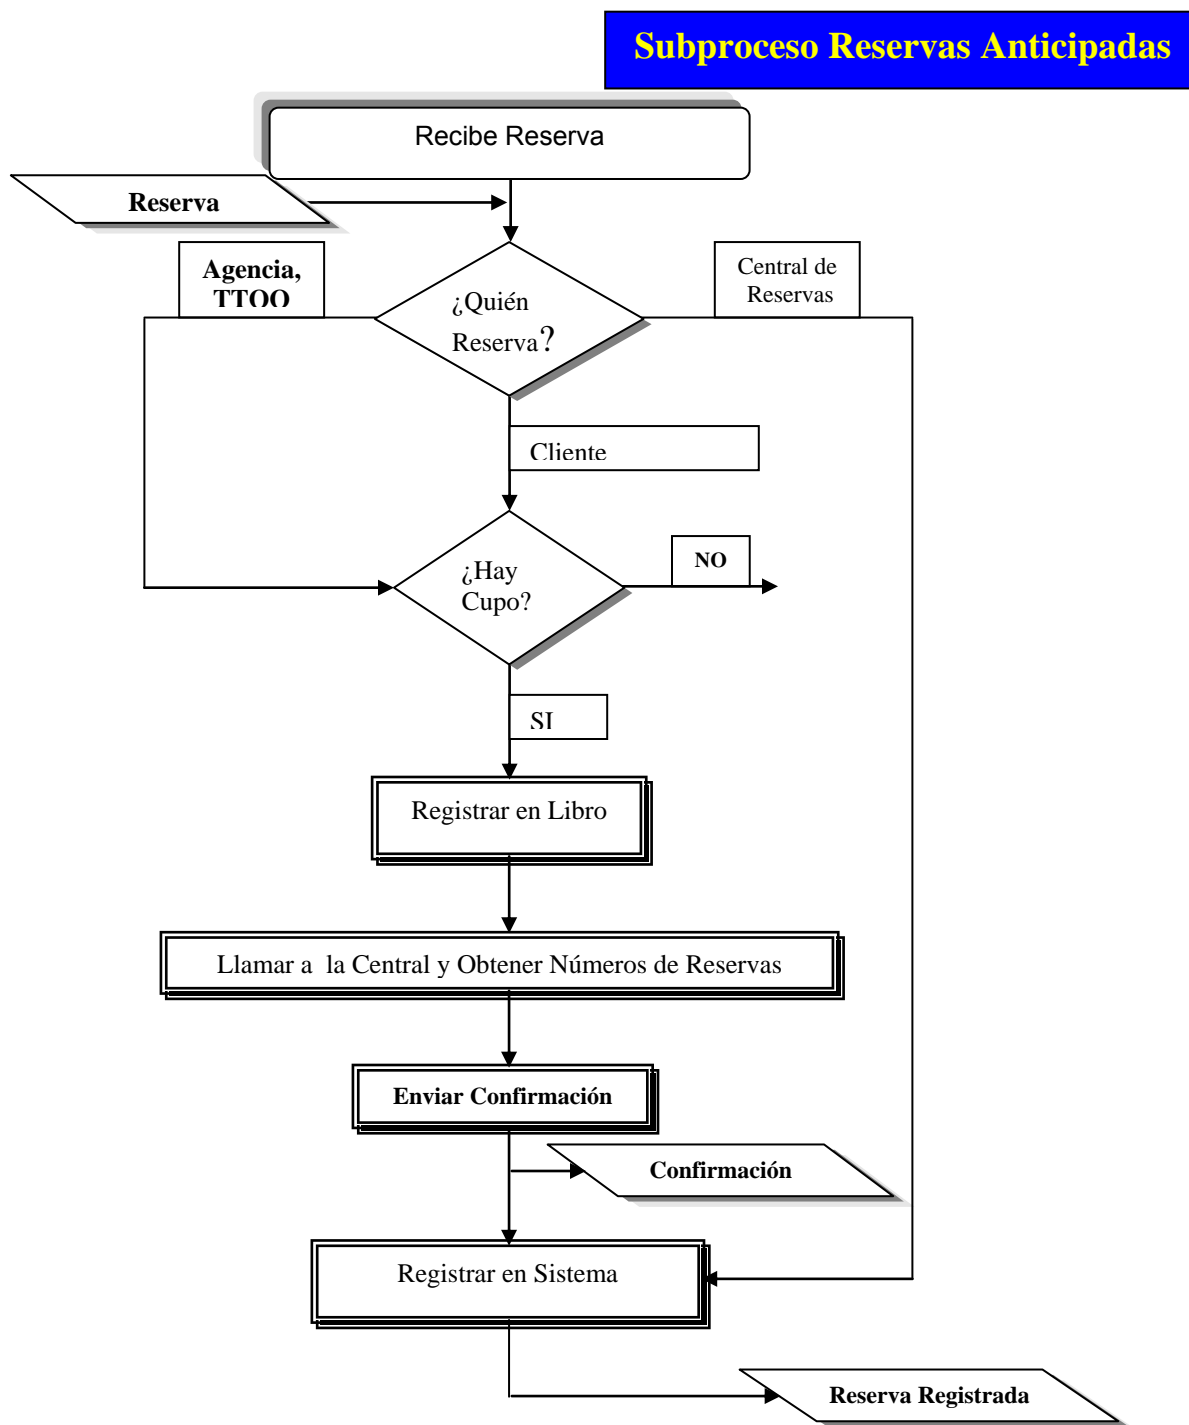 Subproceso Reservas Anticipadas
Recibe Reserva
Reserva
Agencia,
TTOO
¿Quién
Reserva?
Central de
Reservas
Cliente
¿Hay
Cupo?
NO
SI
Registrar en Libro
Llamar a la Central y Obtener Números de Reservas
Enviar Confirmación
Confirmación
Registrar en Sistema
Reserva Registrada